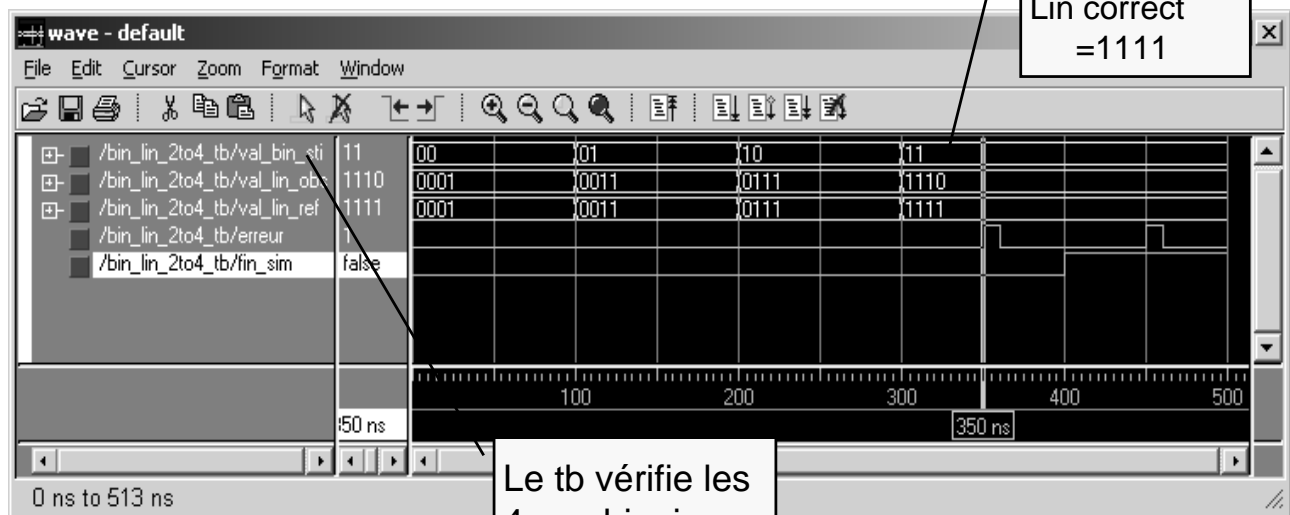 Lin correct
=1111
wave - default
File Edit Cursor Zoom Format Window
/bin_lin_2to4_tb/val_bin_sti 11 00 01 10 11
/bin_lin_2to4_tb/val_lin_obs 1110 0001 0011 0111 1110
/bin_lin_2to4_tb/val_lin_ref 1111 0001 0011 0111 1111
/bin_lin_2to4_tb/erreur 1
/bin_lin_2to4_tb/fin_sim false
100 200 300 400 500
350 ns 350 ns
Le tb vérifie les
0 ns to 513 ns